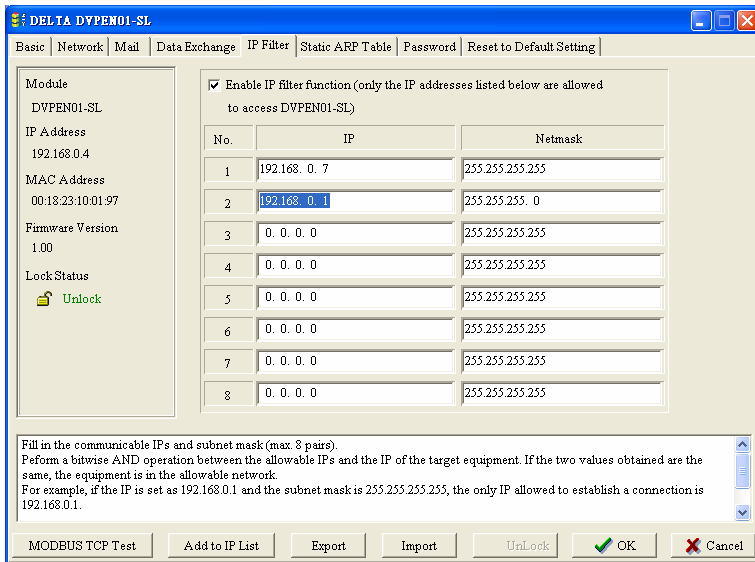 DELTA DVPEN01-SL
Basic Network Mail Data Exchange IP Filter Static ARP Table Password Reset to Default Setting
Module
DVPEN01-SL
IP Address
192.168.0.4
MAC Address
00:18:23:10:01:97
Firmware Version
1.00
Lock Status
Unlock
Enable IP filter function (only the IP addresses listed below are allowed
to access DVPEN01-SL)
No. IP Netmask
1 192.168. 0. 7 255.255.255.255
2 192.168. 0. 1 255.255.255. 0
3 0. 0. 0. 0 255.255.255.255
4 0. 0. 0. 0 255.255.255.255
5 0. 0. 0. 0 255.255.255.255
6 0. 0. 0. 0 255.255.255.255
7 0. 0. 0. 0 255.255.255.255
8 0. 0. 0. 0 255.255.255.255
Fill in the communicable IPs and subnet mask (max. 8 pairs).
Peform a bitwise AND operation between the allowable IPs and the IP of the target equipment. If the two values obtained are the
same, the equipment is in the allowable network.
For example, if the IP is set as 192.168.0.1 and the subnet mask is 255.255.255.255, the only IP allowed to establish a connection is
192.168.0.1.
MODBUS TCP Test Add to IP List Export Import UnLock OK Cancel